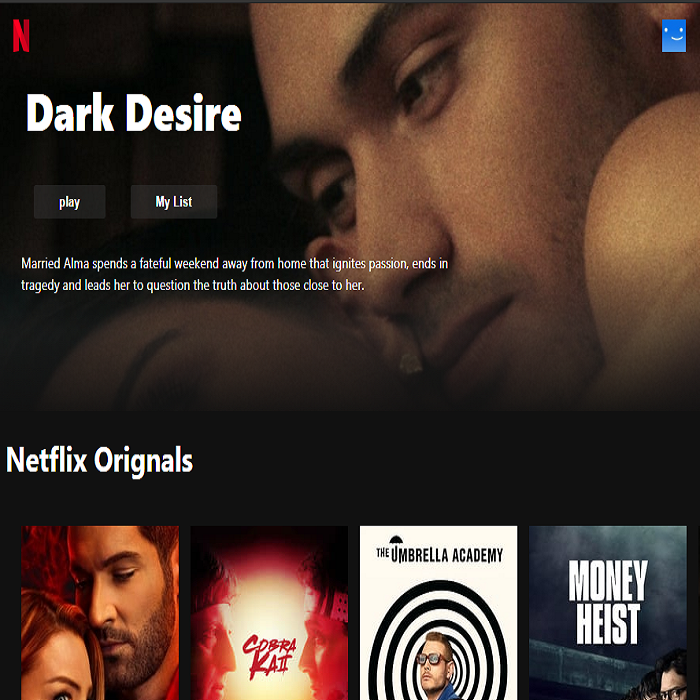 N
Dark Desire
play
My List
Married Alma spends a fateful weekend away from home that ignites passion, ends in
tragedy and leads her to question the truth about those close to her.
Netflix Orignals
COBRA
KAI
THE UMBRELLA ACADEMY
MONEY
HEIST